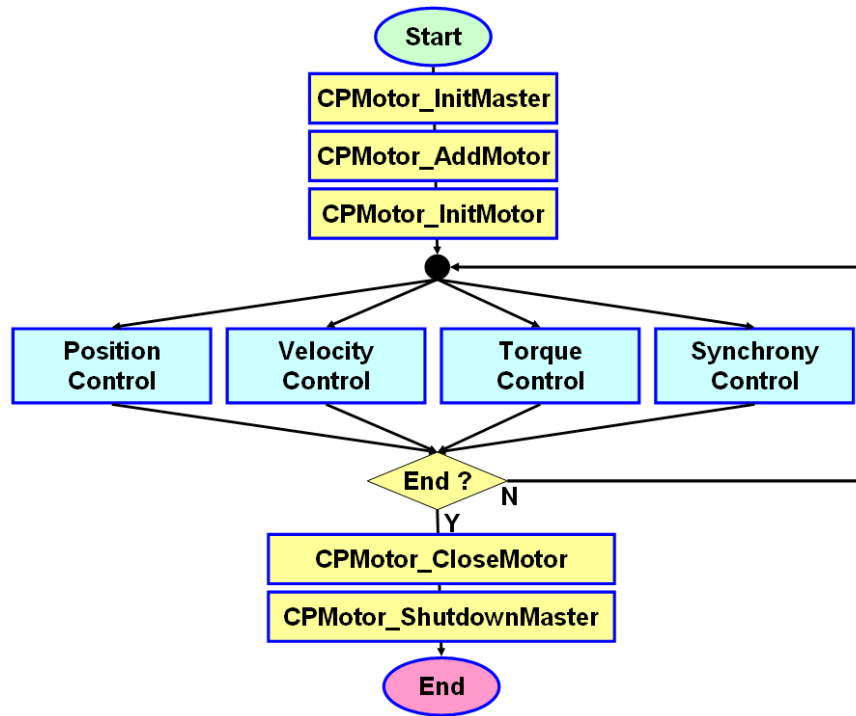 Start
CPMotor_InitMaster
CPMotor_AddMotor
CPMotor_InitMotor
Position
Control
Velocity
Control
Torque
Control
Synchrony
Control
End ?
N
Y
CPMotor_CloseMotor
CPMotor_ShutdownMaster
End